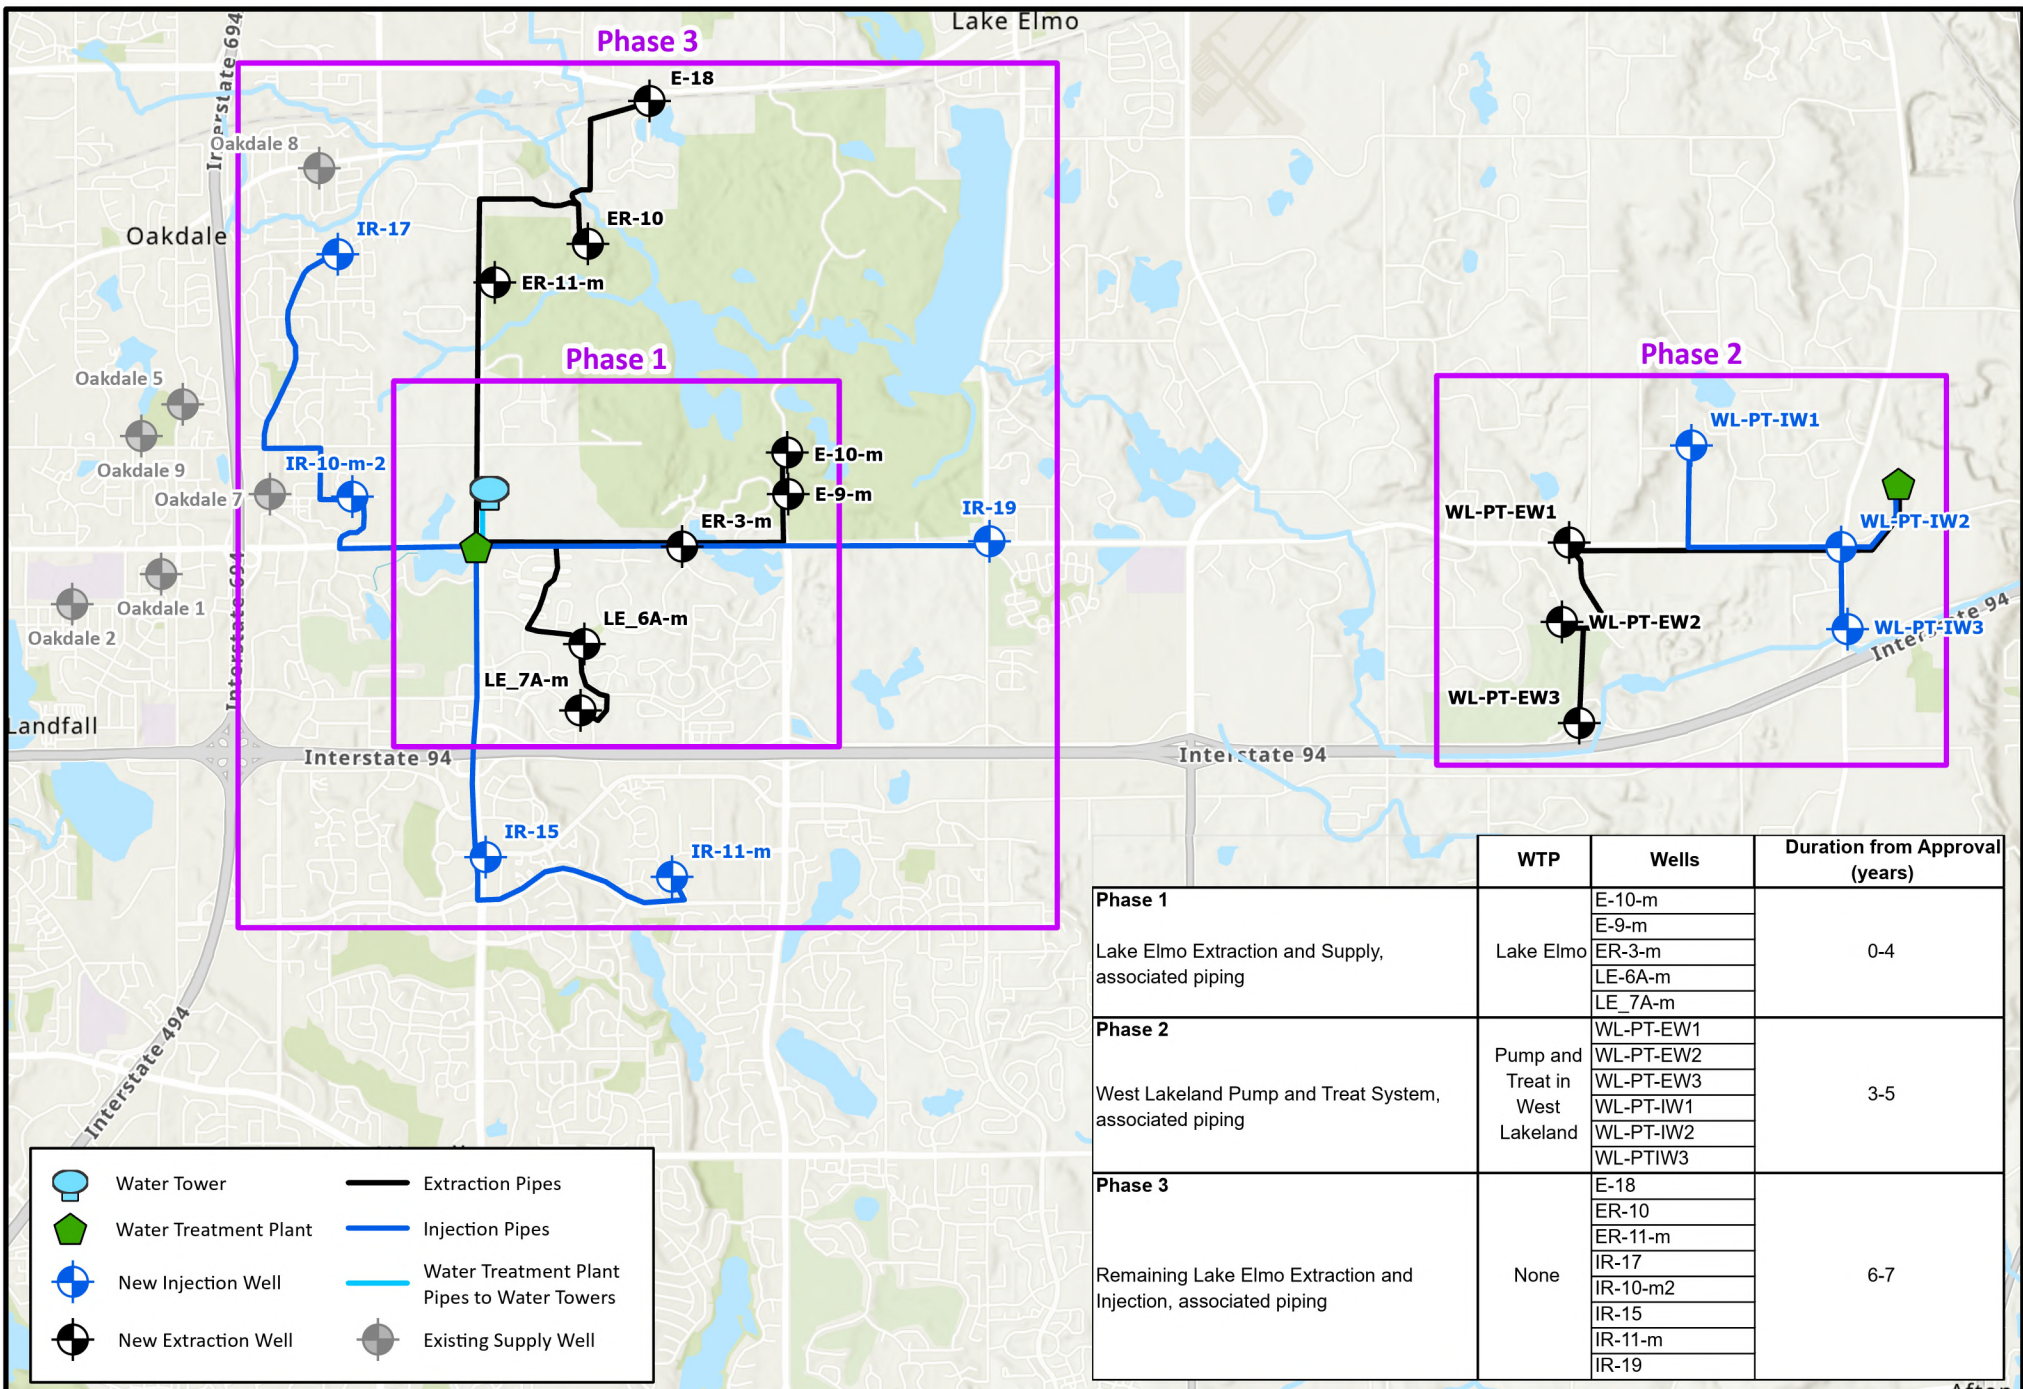 Lake Elmo
Phase 3
E-18
Interstate 694
Oakdale 8
Oakdale
IR-17
ER-10
ER-11-m
Phase 1
Phase 2
Oakdale 5
Oakdale 9
Oakdale 7
IR-10-m-2
E-10-m
E-9-m
ER-3-m
IR-19
WL-PT-IW1
WL-PT-EW1
WL-PT-IW2
Oakdale 1
Oakdale 2
Interstate 694
LE_6A-m
LE_7A-m
WL-PT-EW2
WL-PT-IW3
WL-PT-EW3
Interstate 94
Landfall
Interstate 94
Interstate 94
IR-15
IR-11-m
Interstate 494
WTP
Wells
Duration from Approval
(years)
Phase 1
Lake Elmo Extraction and Supply,
associated piping
Lake Elmo
E-10-m
E-9-m
ER-3-m
LE-6A-m
LE_7A-m
0-4
Phase 2
West Lakeland Pump and Treat System,
associated piping
Pump and
Treat in
West
Lakeland
WL-PT-EW1
WL-PT-EW2
WL-PT-EW3
WL-PT-IW1
WL-PT-IW2
WL-PTIW3
3-5
Phase 3
Remaining Lake Elmo Extraction and
Injection, associated piping
None
E-18
ER-10
ER-11-m
IR-17
IR-10-m2
IR-15
IR-11-m
IR-19
6-7
Water Tower
Water Treatment Plant
New Injection Well
New Extraction Well
Extraction Pipes
Injection Pipes
Water Treatment Plant
Pipes to Water Towers
Existing Supply Well